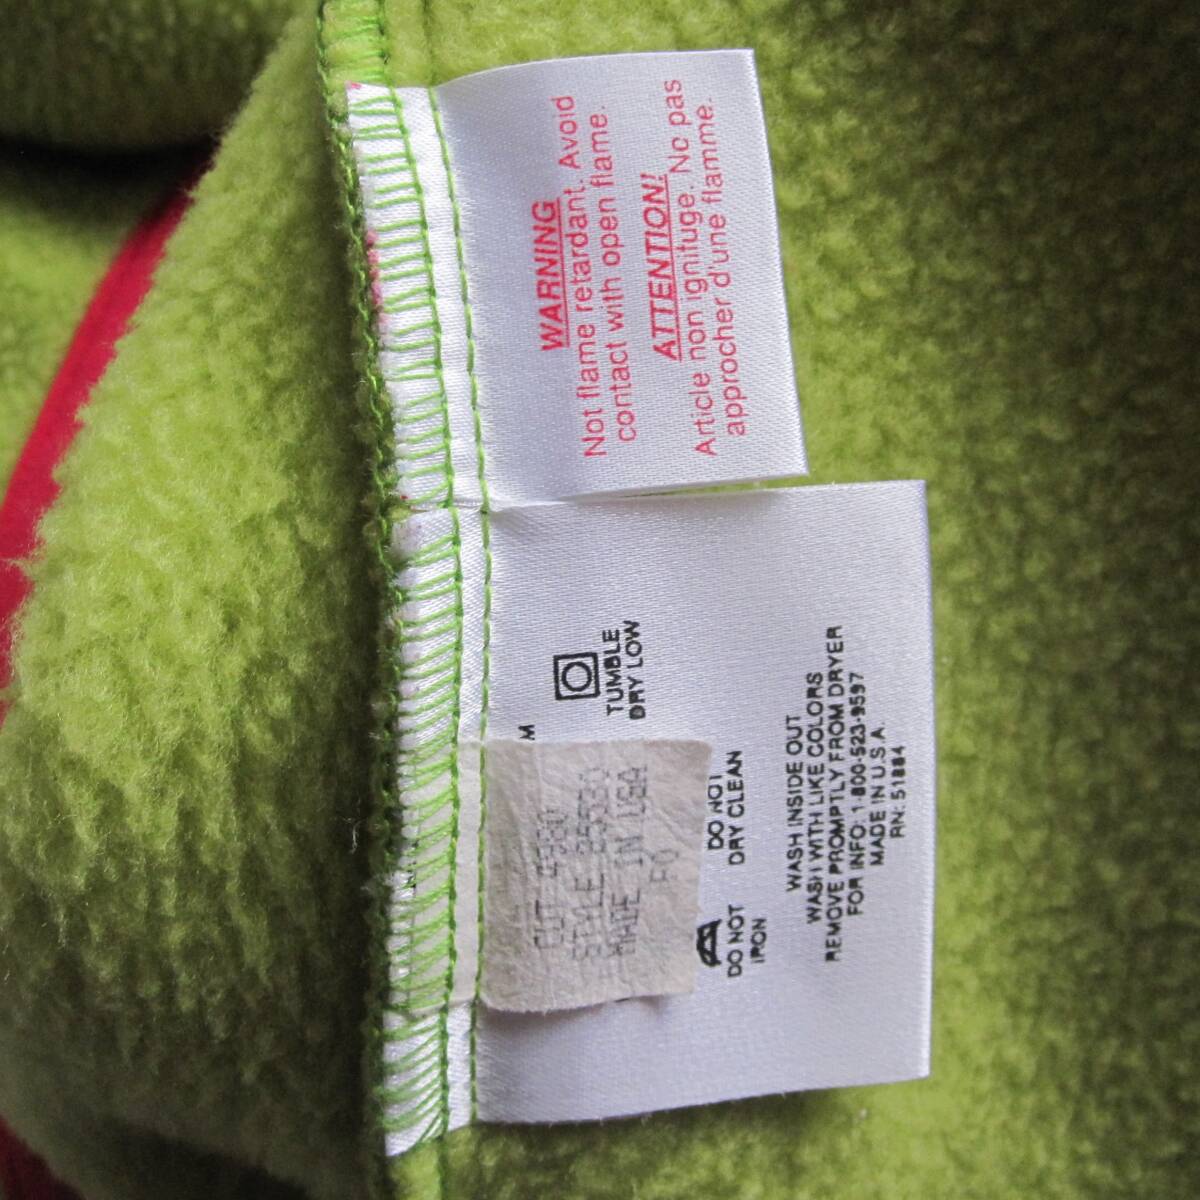 WARNING
Not flame retardant. Avoid
contact with open flame.
ATTENTION!
Article non ignifuge. No pas
approcher d'une flamme.
M
TUMBLE
DRY LOW
STYLE
MADE IN USA
DO NOT
IRON
DO NOT
DRY CLEAN
WASH INSIDE OUT
WASH WITH LIKE COLORS
REMOVE PROMPTLY FROM DRYER
FOR INFO: 1-800-523-9597
MADE IN U.S.A.
RN: 51884